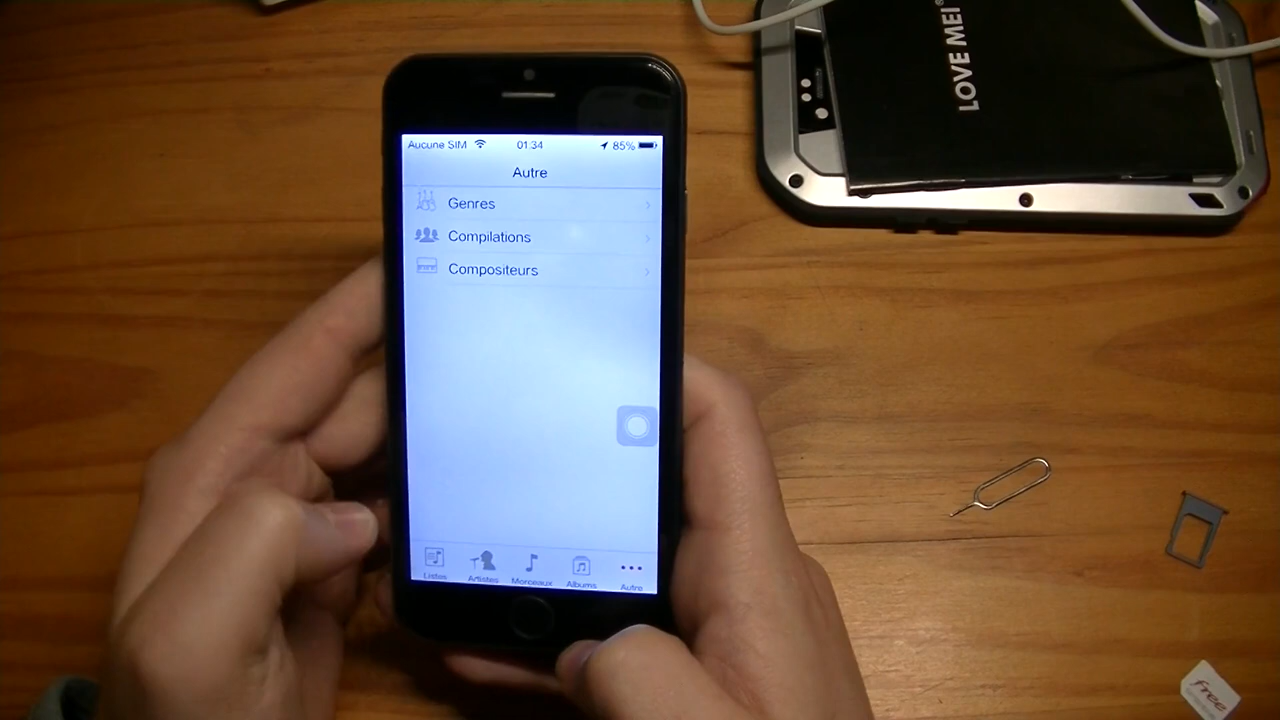 LOVE MEI®
Aucune SIM 01:34 85%
Autre
Genres
Compilations
Compositeurs
Listes Artistes Morceaux Albums Autre
free